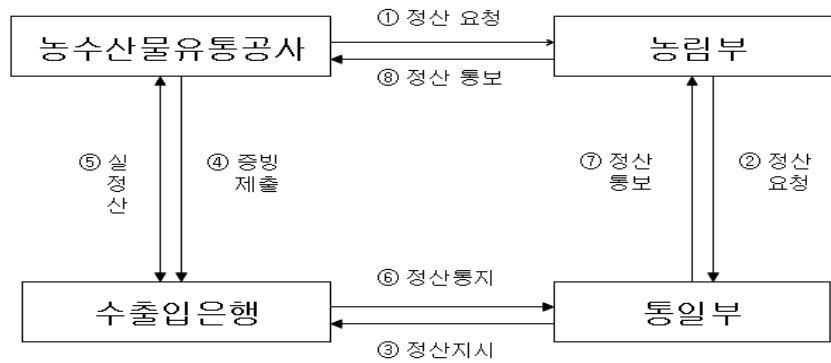 ① 정산 요청
농수산물유통공사
농림부
⑧ 정산 통보
⑤ 실
정
산
④ 증빙
제출
⑦ 정산
통보
② 정산
요청
⑥ 정산통지
수출입은행
통일부
③ 정산지시